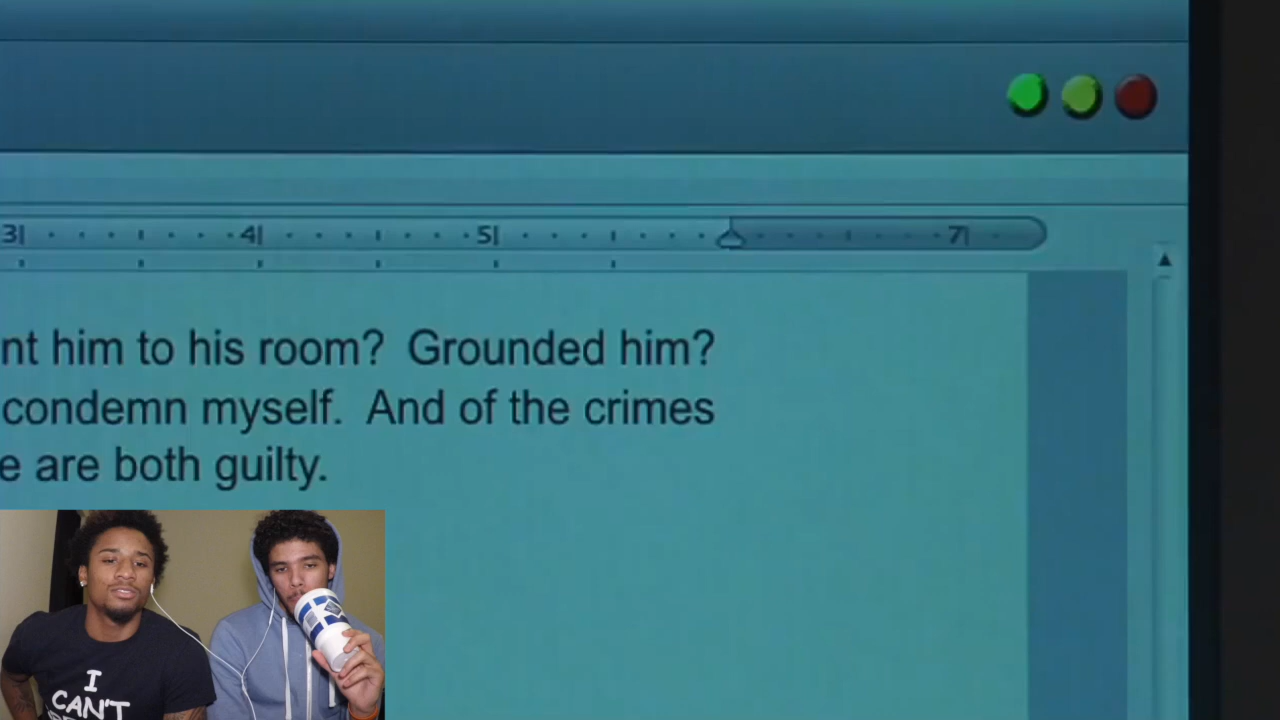 3 4 5 7
nt him to his room? Grounded him?
condemn myself. And of the crimes
e are both guilty.
I
CAN'T